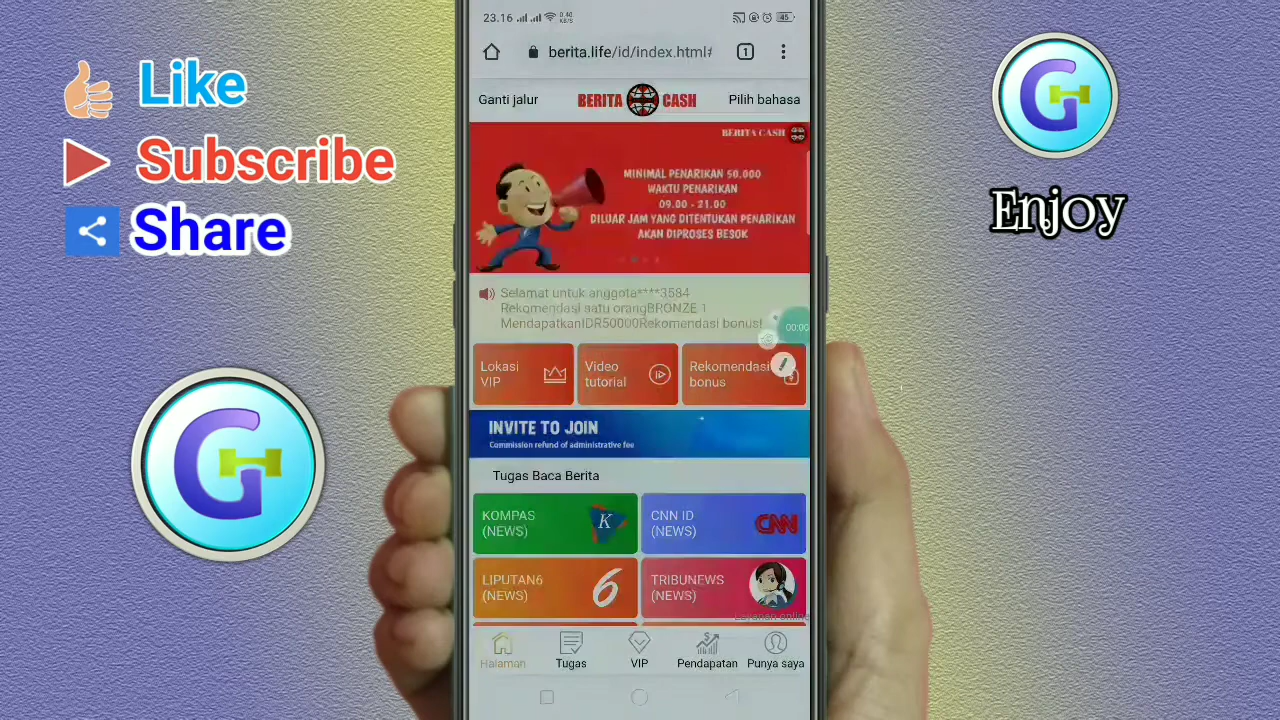 Like
Subscribe
Share
Enjoy
23.16
berita.life/id/index.html#
1
Ganti jalur
BERITA CASH
Pilih bahasa
BERITA CASH
MINIMAL PENARIKAN 50.000
WAKTU PENARIKAN
09.00 - 21.00
DILUAR JAM YANG DITENTUKAN PENARIKAN
AKAN DIPROSES BESOK
Selamat untuk anggota****3584
Rekomendasi satu orangBRONZE 1
MendapatkanIDR50000Rekomendasi bonus!
00:00
Lokasi
VIP
Video
tutorial
Rekomendasi
bonus
INVITE TO JOIN
Commission refund of administrative fee
Tugas Baca Berita
KOMPAS
(NEWS)
K
CNN ID
(NEWS)
CNN
LIPUTAN6
(NEWS)
6
TRIBUNEWS
(NEWS)
Layanan online
Halaman
Tugas
VIP
Pendapatan
Punya saya